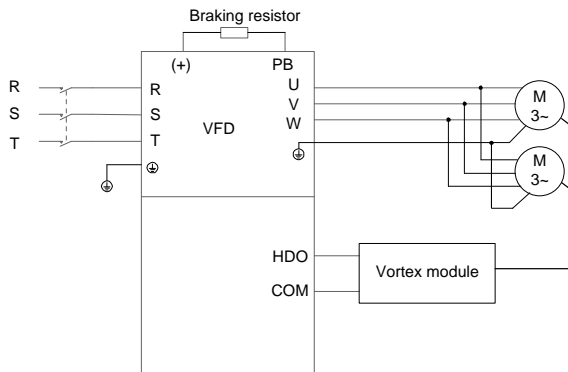 Braking resistor
(+) PB
R R U
S S VFD V
T T W
M
3~
M
3~
HDO
COM
Vortex module